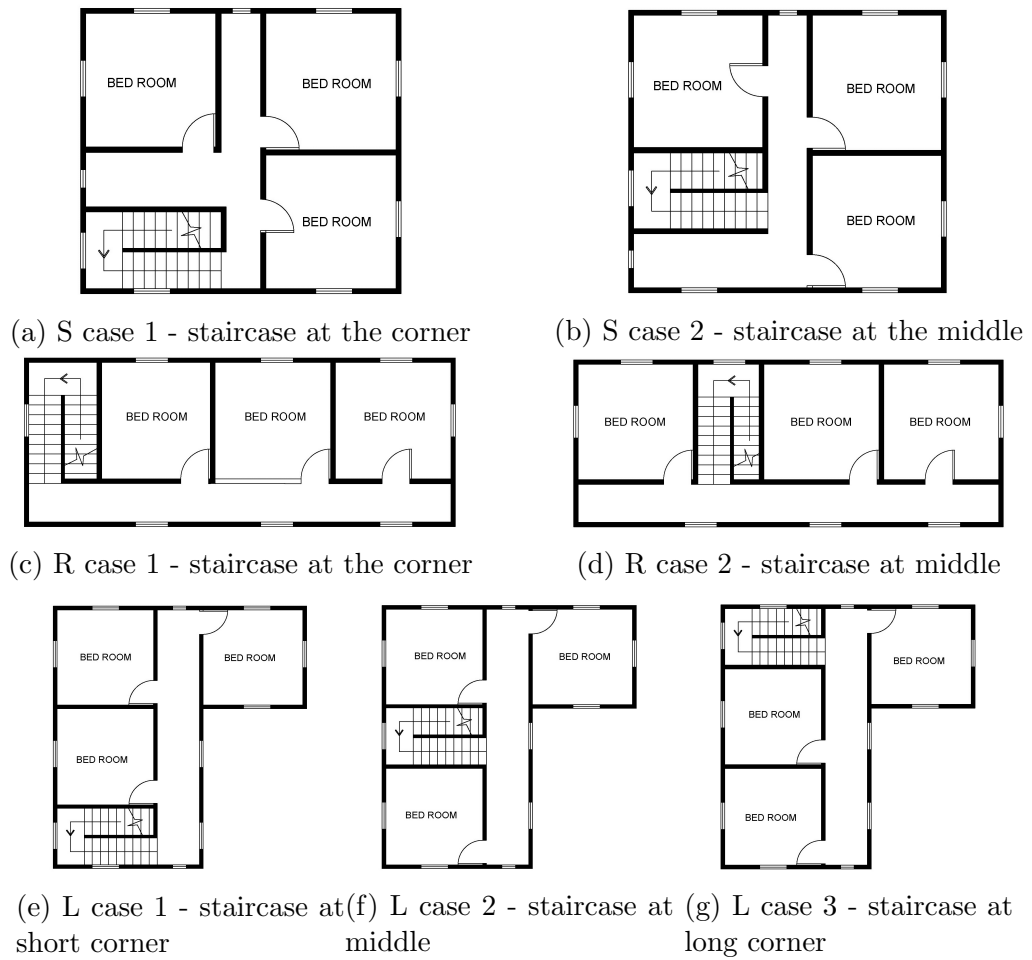 BED ROOM
BED ROOM
BED ROOM
BED ROOM
BED ROOM
BED ROOM
(a) S case 1 - staircase at the corner
(b) S case 2 - staircase at the middle
BED ROOM
BED ROOM
BED ROOM
BED ROOM
BED ROOM
BED ROOM
(c) R case 1 - staircase at the corner
(d) R case 2 - staircase at middle
BED ROOM
BED ROOM
BED ROOM
BED ROOM
BED ROOM
BED ROOM
BED ROOM
BED ROOM
BED ROOM
(e) L case 1 - staircase at
short corner
(f) L case 2 - staircase at
middle
(g) L case 3 - staircase at
long corner